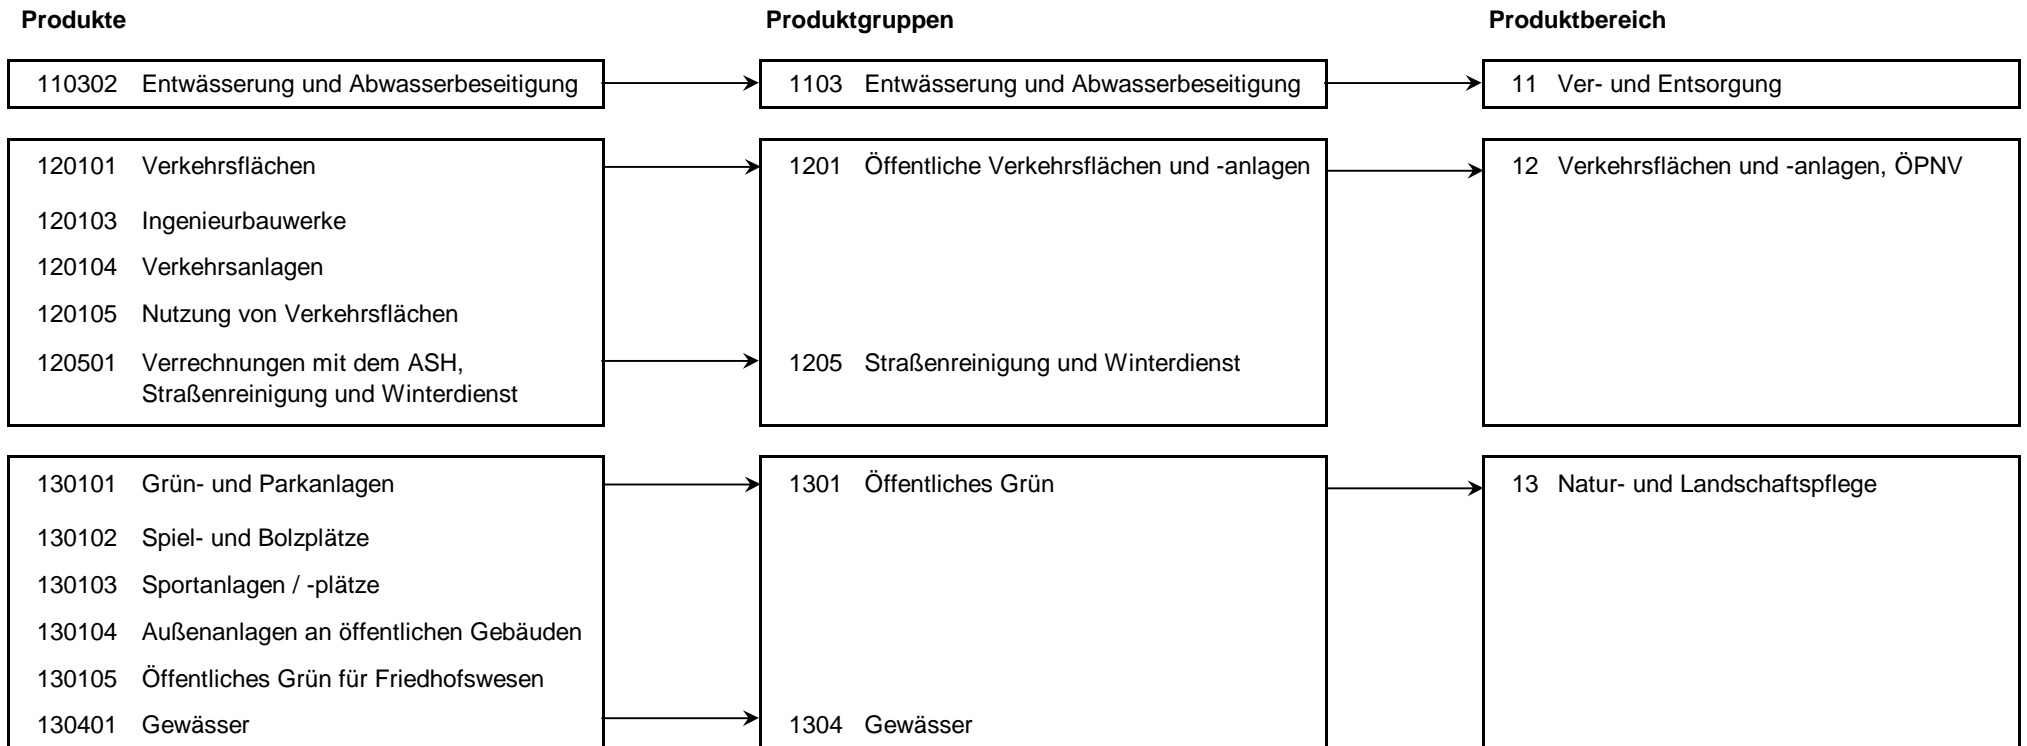 Produkte Produktgruppen Produktbereich
110302 Entwässerung und Abwasserbeseitigung 1103 Entwässerung und Abwasserbeseitigung 11 Ver- und Entsorgung
120101 Verkehrsflächen 1201 Öffentliche Verkehrsflächen und -anlagen 12 Verkehrsflächen und -anlagen, ÖPNV
120103 Ingenieurbauwerke
120104 Verkehrsanlagen
120105 Nutzung von Verkehrsflächen
120501 Verrechnungen mit dem ASH, 1205 Straßenreinigung und Winterdienst
Straßenreinigung und Winterdienst
130101 Grün- und Parkanlagen 1301 Öffentliches Grün 13 Natur- und Landschaftspflege
130102 Spiel- und Bolzplätze
130103 Sportanlagen / -plätze
130104 Außenanlagen an öffentlichen Gebäuden
130105 Öffentliches Grün für Friedhofswesen
130401 Gewässer 1304 Gewässer